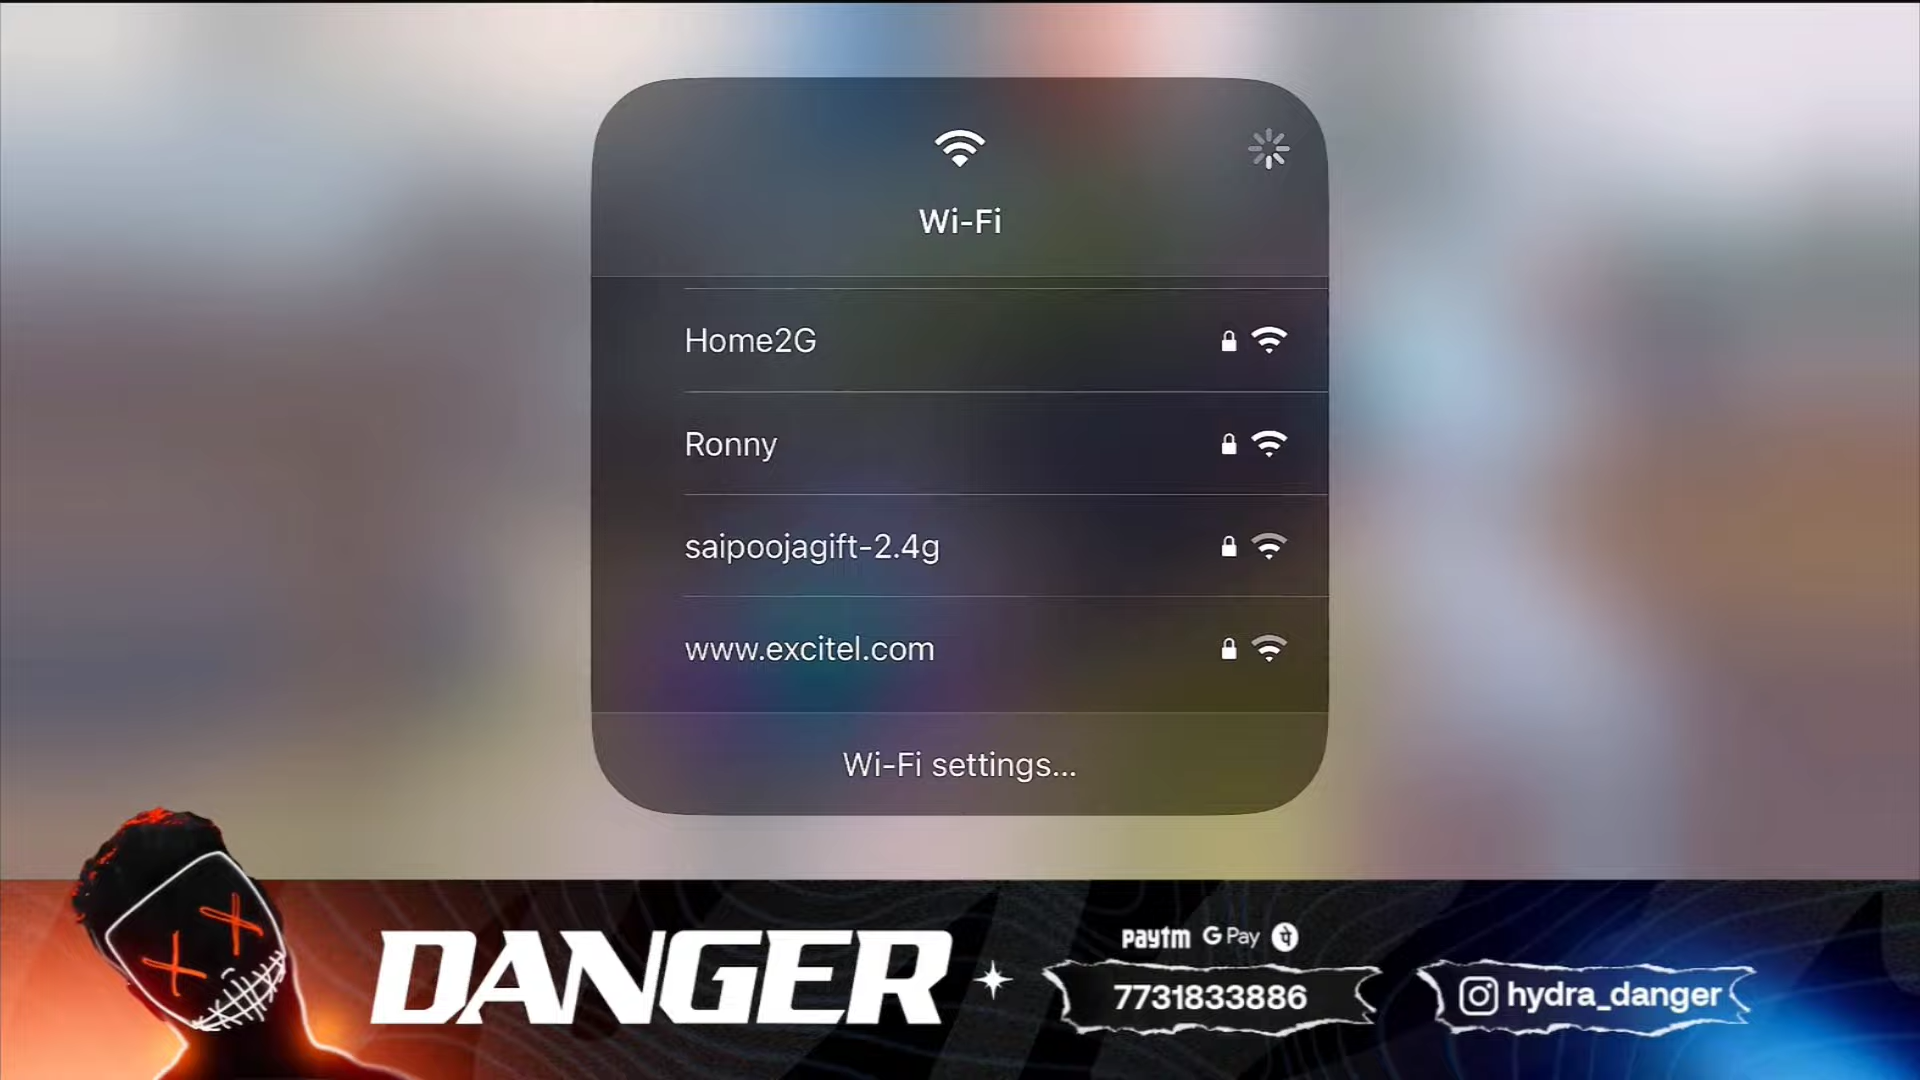 Wi-Fi
Home2G
Ronny
saipoojagift-2.4g
www.excitel.com
Wi-Fi settings...
DANGER
paytm G Pay पे
7731833886
hydra_danger